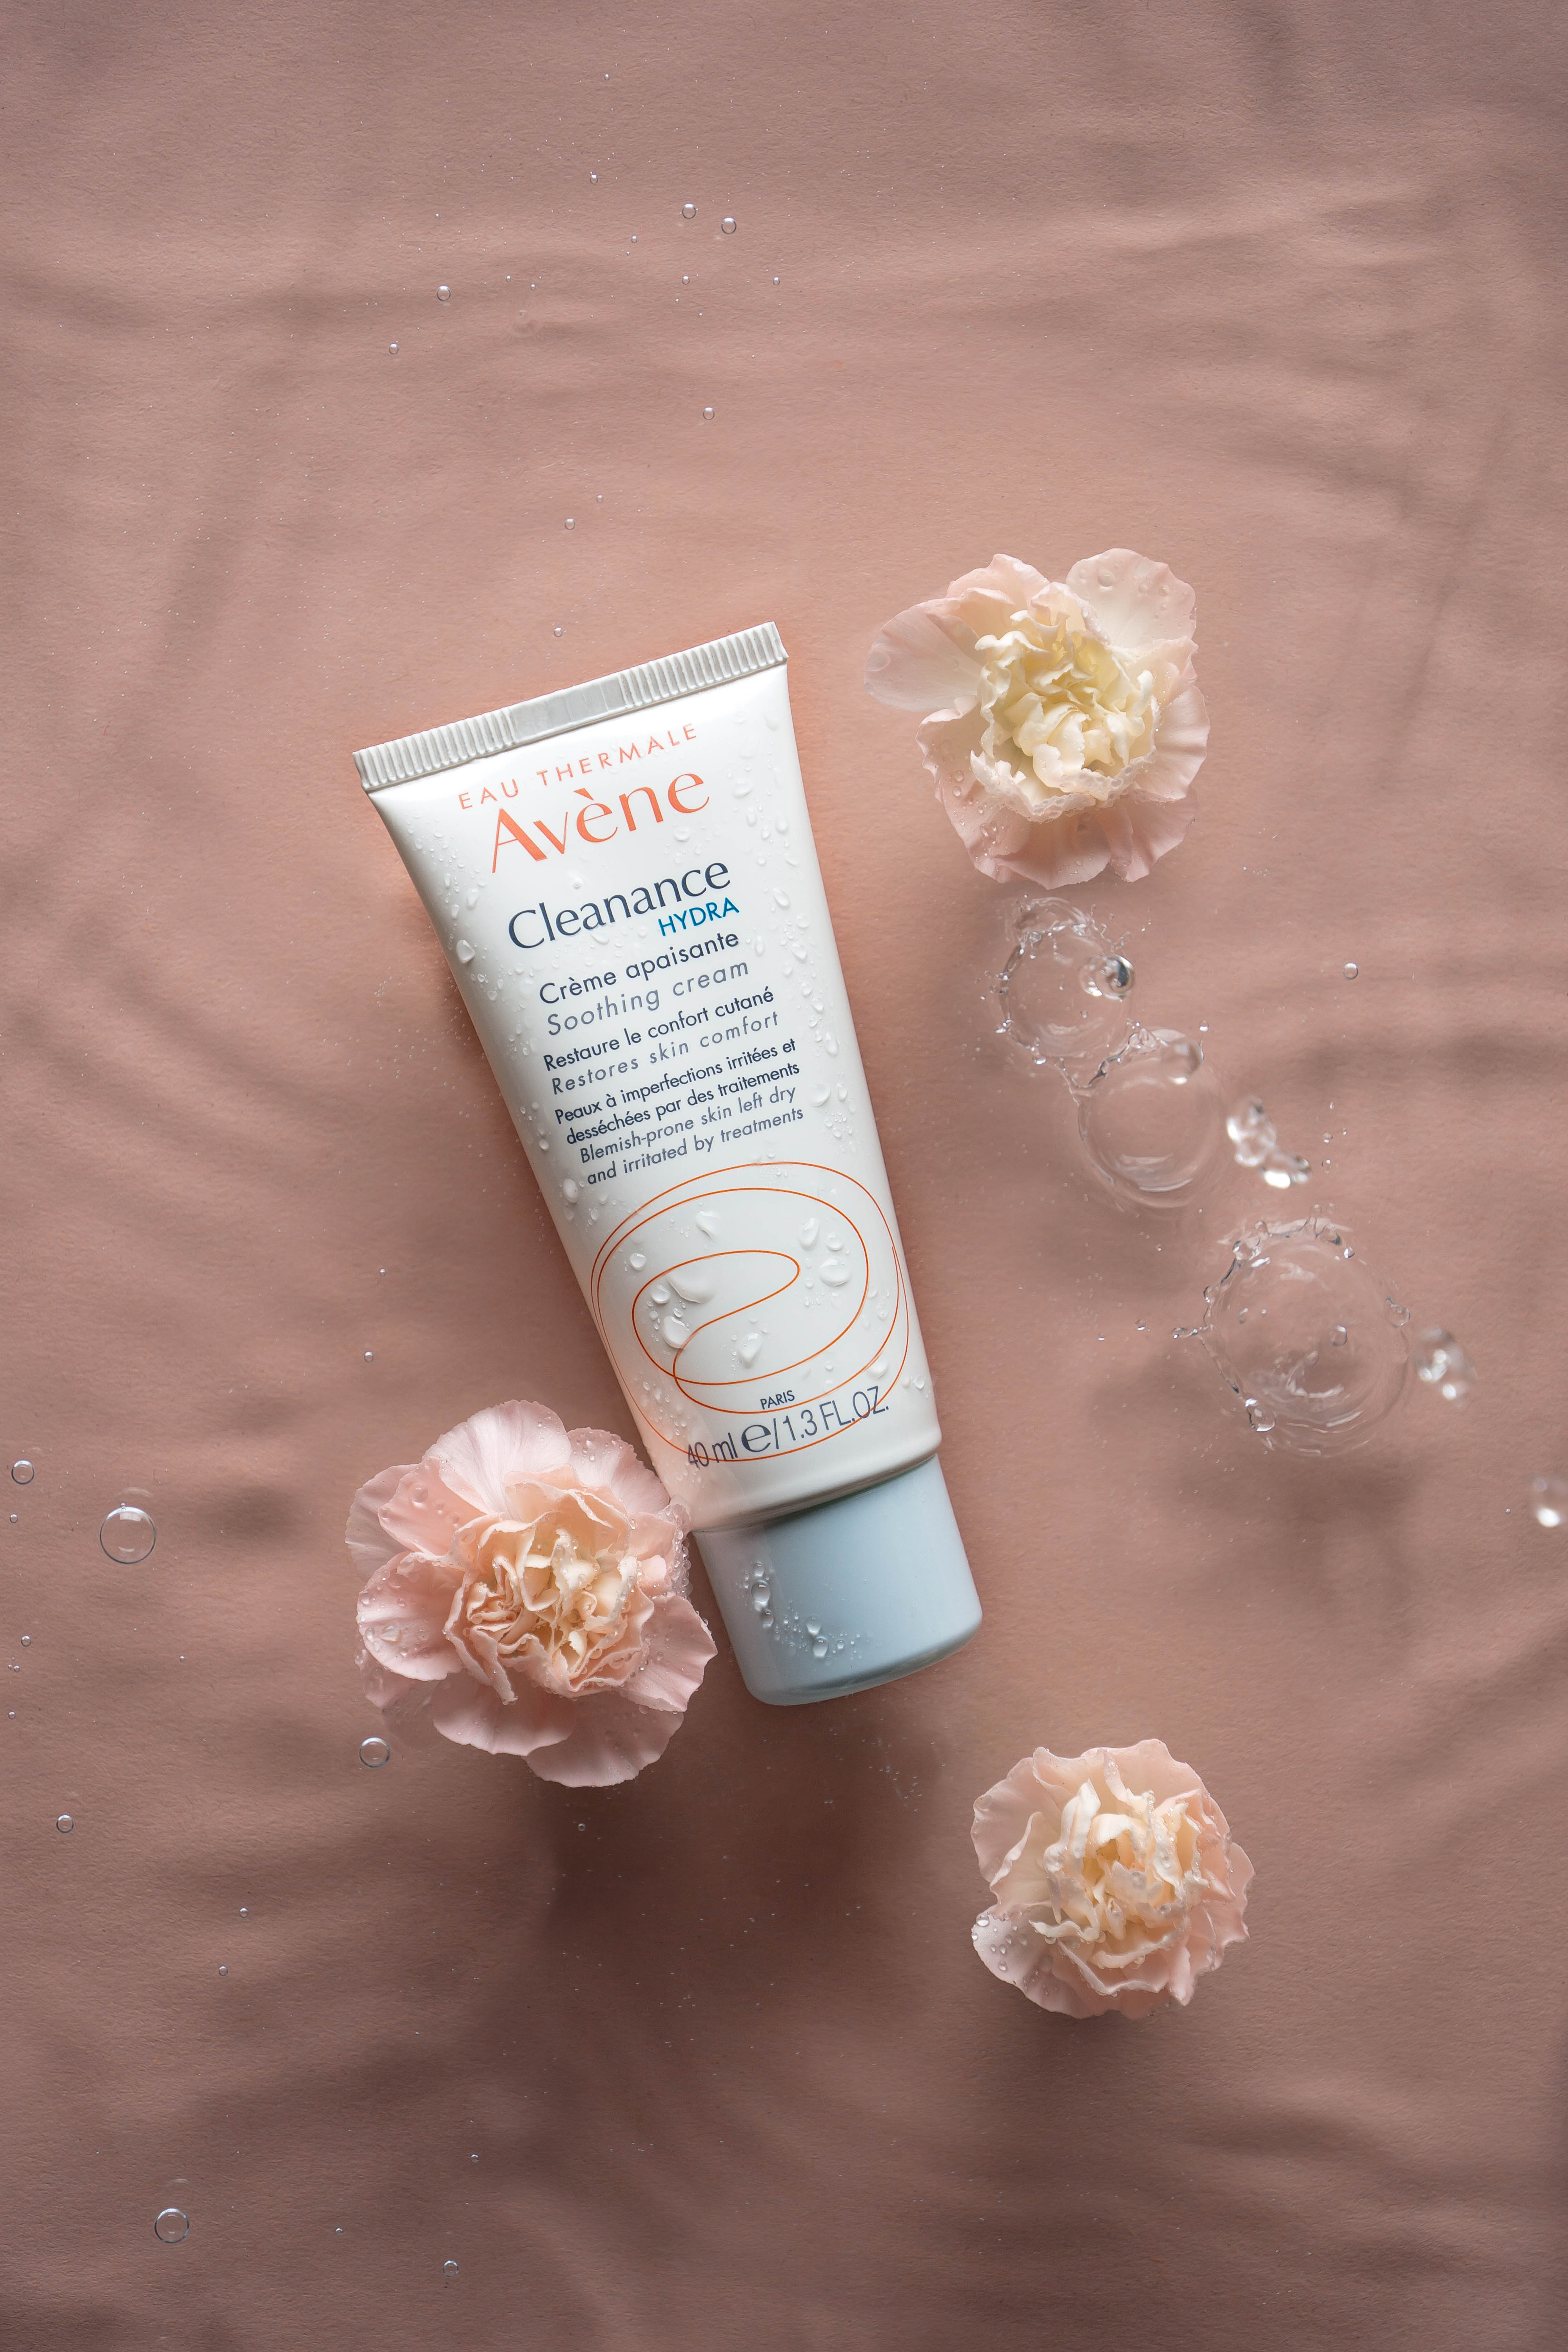 EAU THERMALE
Avène
Cleanance
HYDRA
Crème apaisante
Soothing cream
Restaure le confort cutané
Restores skin comfort
Peaux à imperfections irritées et
desséchées par des traitements
Blemish-prone skin left dry
and irritated by treatments
PARIS
40 ml ℮/1.3 FL.OZ.